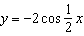 y = −2 cos 1/2 x